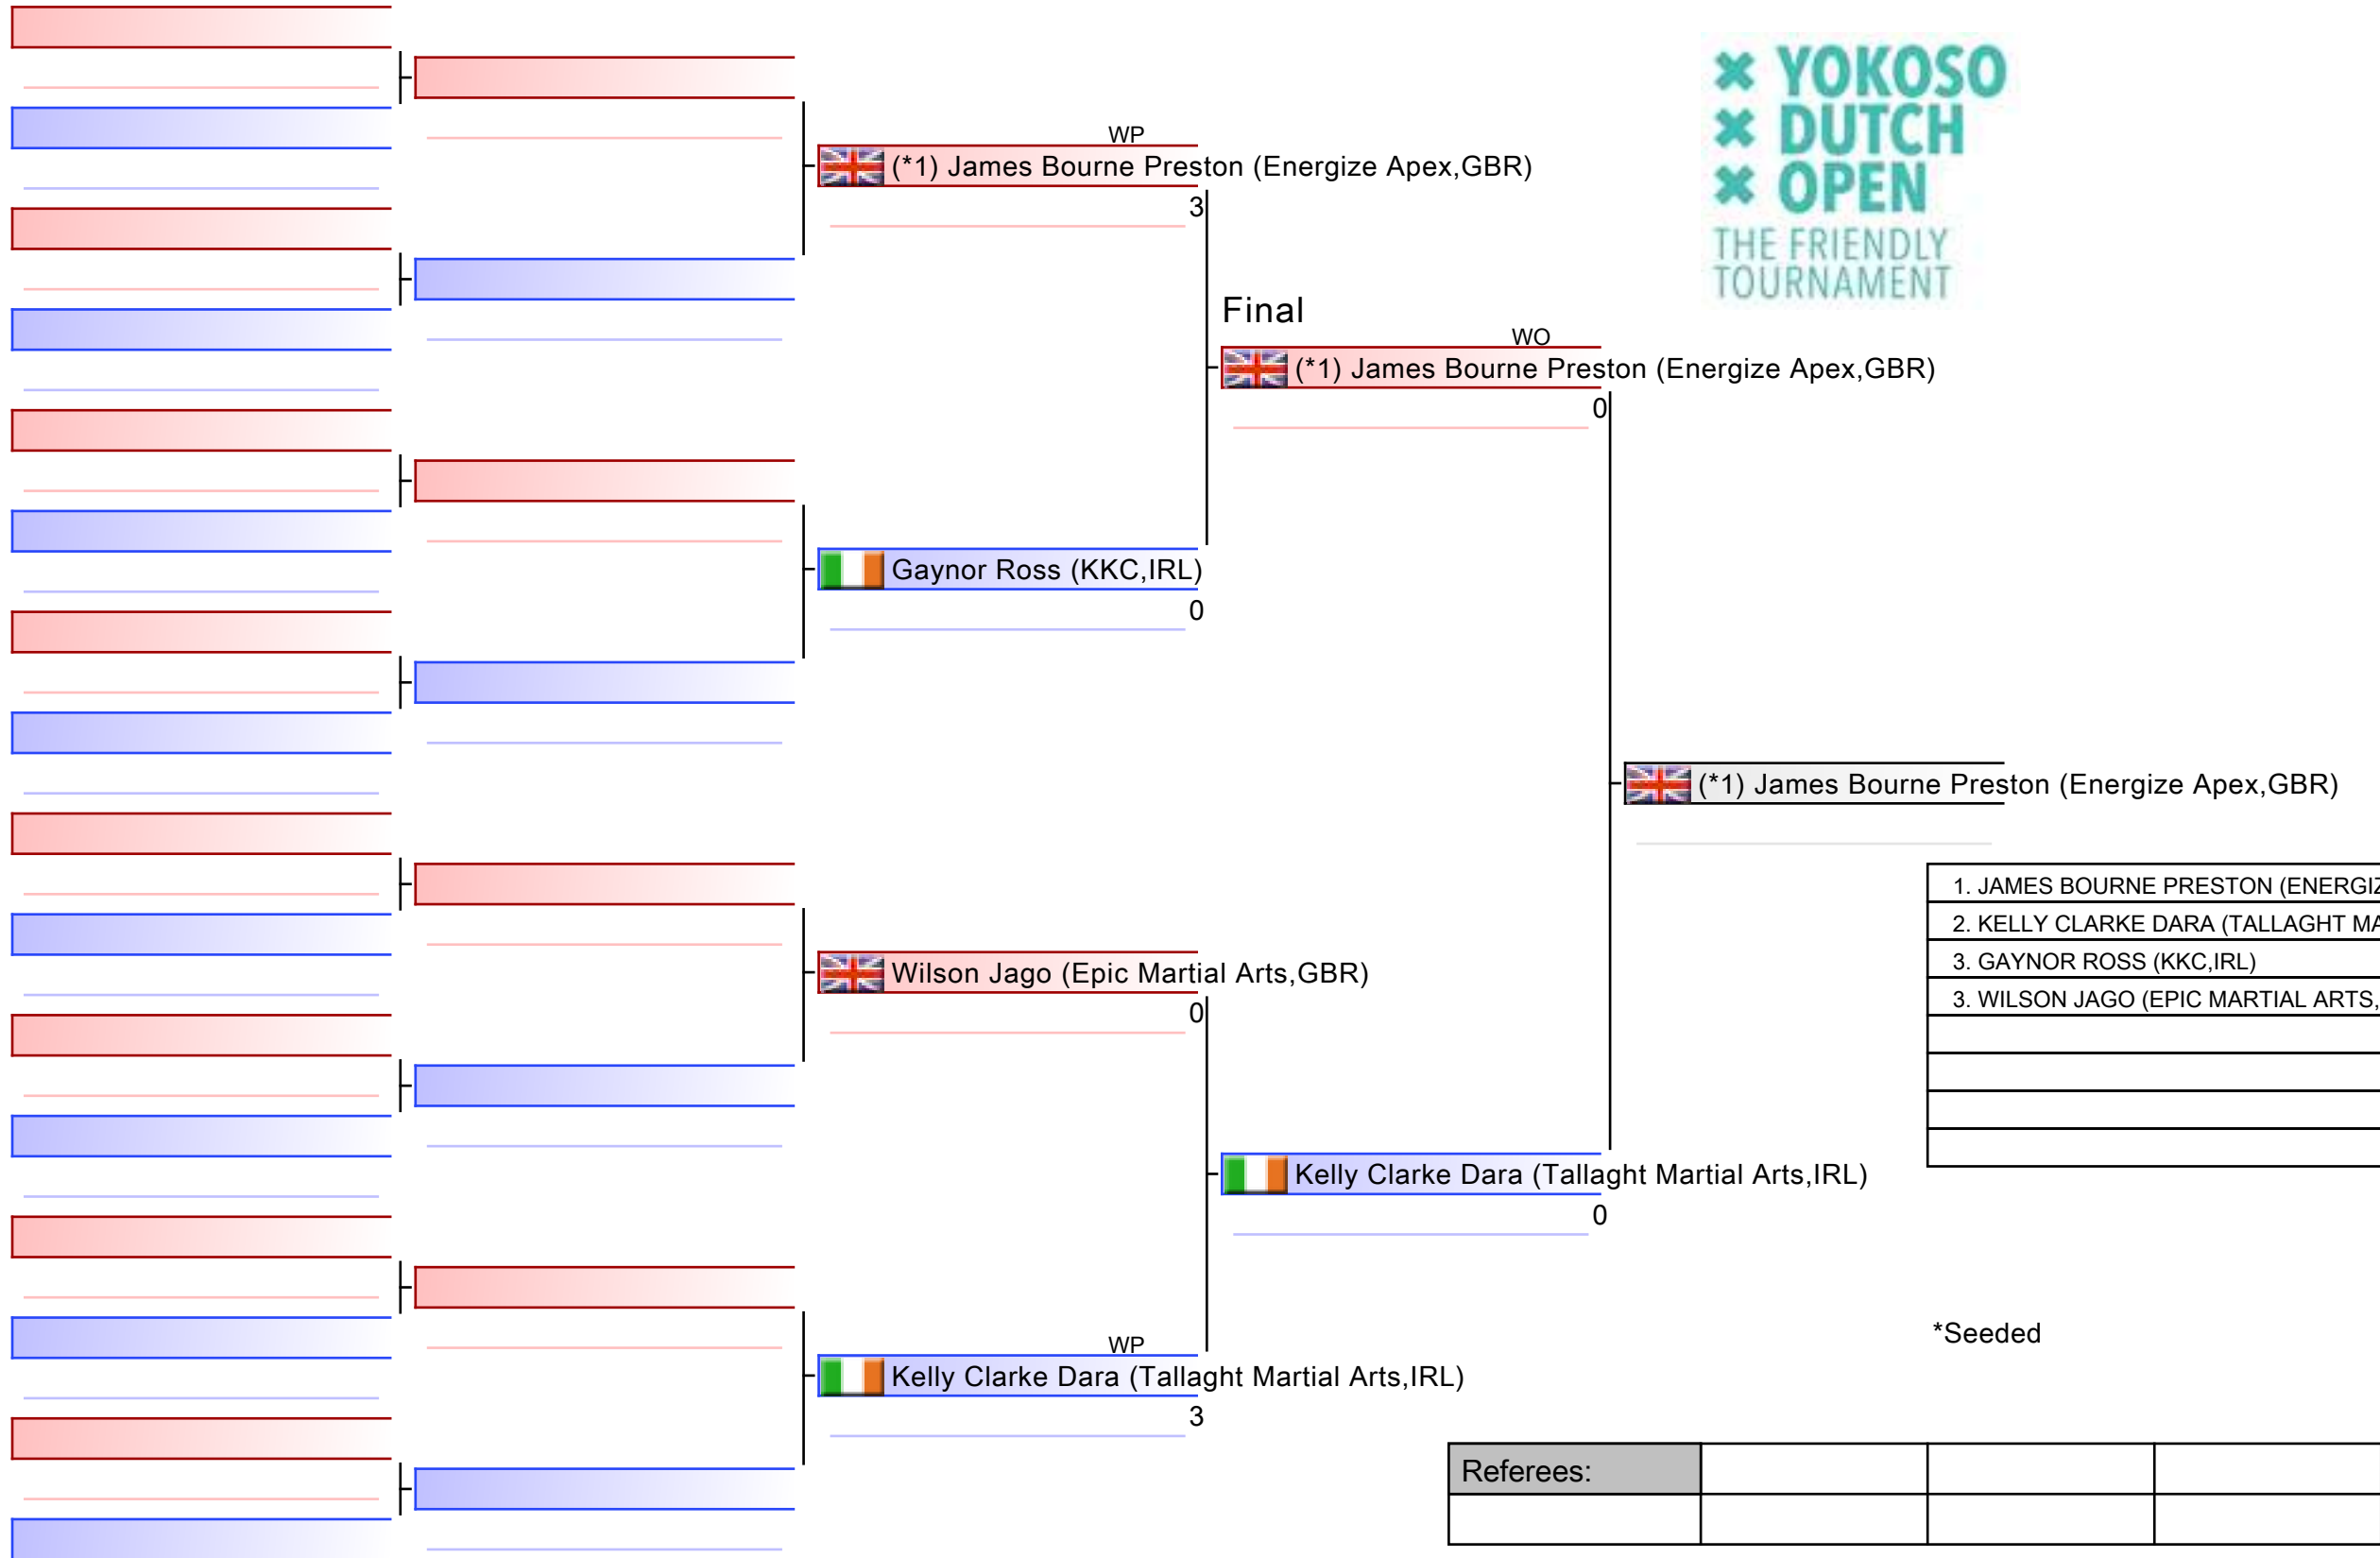 YOKOSO
DUTCH
OPEN
THE FRIENDLY
TOURNAMENT
WP
(*1) James Bourne Preston (Energize Apex,GBR)
3
Final
WO
(*1) James Bourne Preston (Energize Apex,GBR)
0
Gaynor Ross (KKC,IRL)
0
(*1) James Bourne Preston (Energize Apex,GBR)
1. JAMES BOURNE PRESTON (ENERGIZ
2. KELLY CLARKE DARA (TALLAGHT MA
3. GAYNOR ROSS (KKC,IRL)
3. WILSON JAGO (EPIC MARTIAL ARTS,
Wilson Jago (Epic Martial Arts,GBR)
0
Kelly Clarke Dara (Tallaght Martial Arts,IRL)
0
WP
Kelly Clarke Dara (Tallaght Martial Arts,IRL)
3
*Seeded
Referees: